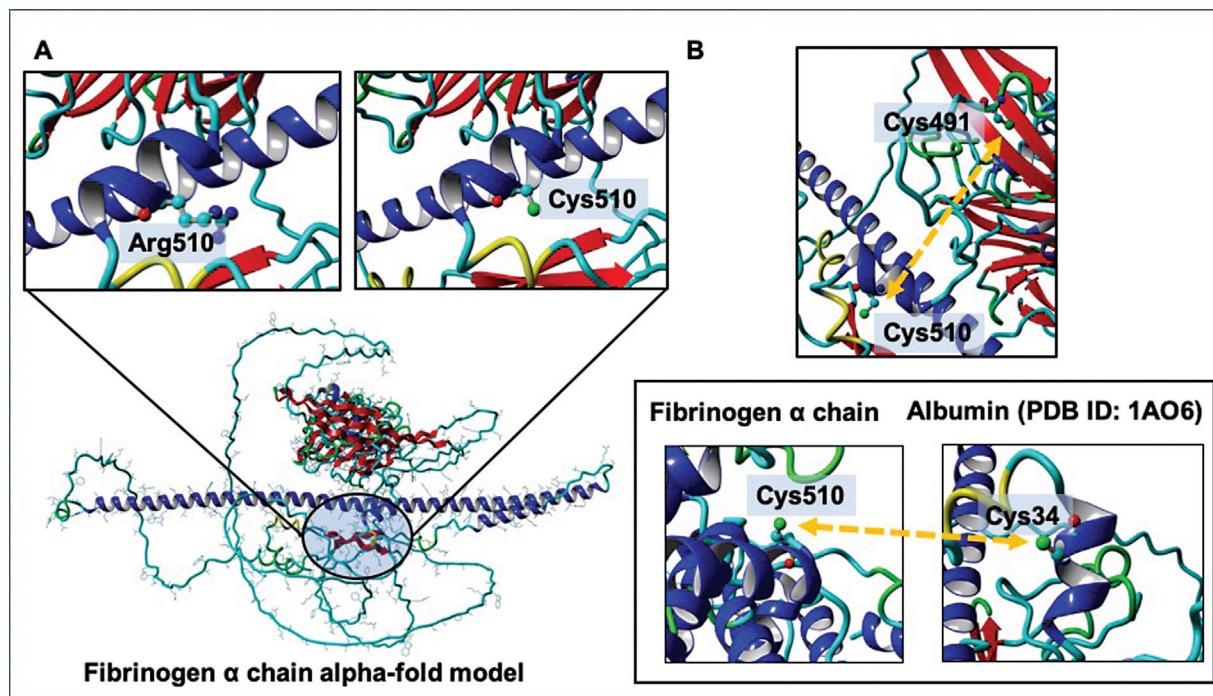 A
Arg510
Cys510
Fibrinogen α chain alpha-fold model
B
Cys491
Cys510
Fibrinogen α chain
Albumin (PDB ID: 1AO6)
Cys510
Cys34